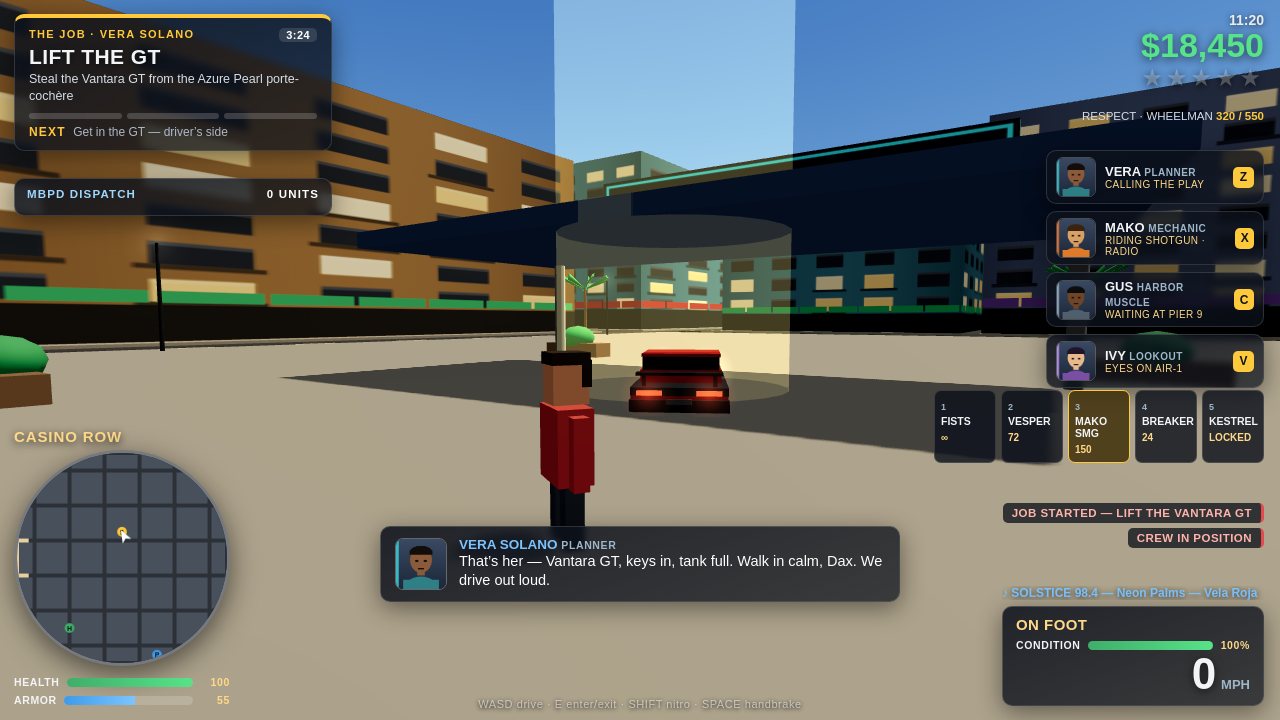 THE JOB · VERA SOLANO
3:24
LIFT THE GT
Steal the Vantara GT from the Azure Pearl porte-
cochère
NEXT Get in the GT — driver's side
MBPD DISPATCH
0 UNITS
11:20
$18,450
RESPECT · WHEELMAN 320 / 550
VERA PLANNER
CALLING THE PLAY
Z
MAKO MECHANIC
RIDING SHOTGUN ·
RADIO
X
GUS HARBOR
MUSCLE
WAITING AT PIER 9
C
IVY LOOKOUT
EYES ON AIR-1
V
1
FISTS
∞
2
VESPER
72
3
MAKO
SMG
150
4
BREAKER
24
5
KESTREL
LOCKED
CASINO ROW
H
P
HEALTH
100
ARMOR
55
VERA SOLANO PLANNER
That's her — Vantara GT, keys in, tank full. Walk in calm, Dax. We
drive out loud.
JOB STARTED — LIFT THE VANTARA GT
CREW IN POSITION
♪ SOLSTICE 98.4 — Neon Palms — Vela Roja
ON FOOT
CONDITION
100%
0 MPH
WASD drive · E enter/exit · SHIFT nitro · SPACE handbrake